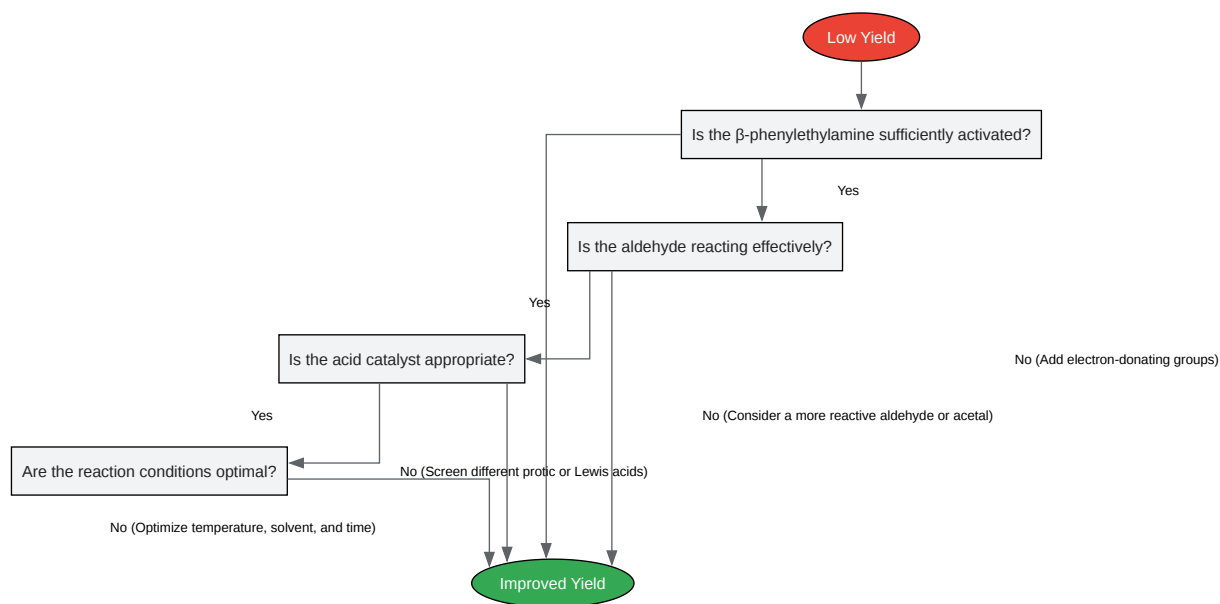 Low Yield
Is the β-phenylethylamine sufficiently activated?
Yes
Is the aldehyde reacting effectively?
Yes
Is the acid catalyst appropriate?
No (Add electron-donating groups)
Yes
No (Consider a more reactive aldehyde or acetal)
Are the reaction conditions optimal?
No (Screen different protic or Lewis acids)
No (Optimize temperature, solvent, and time)
Improved Yield